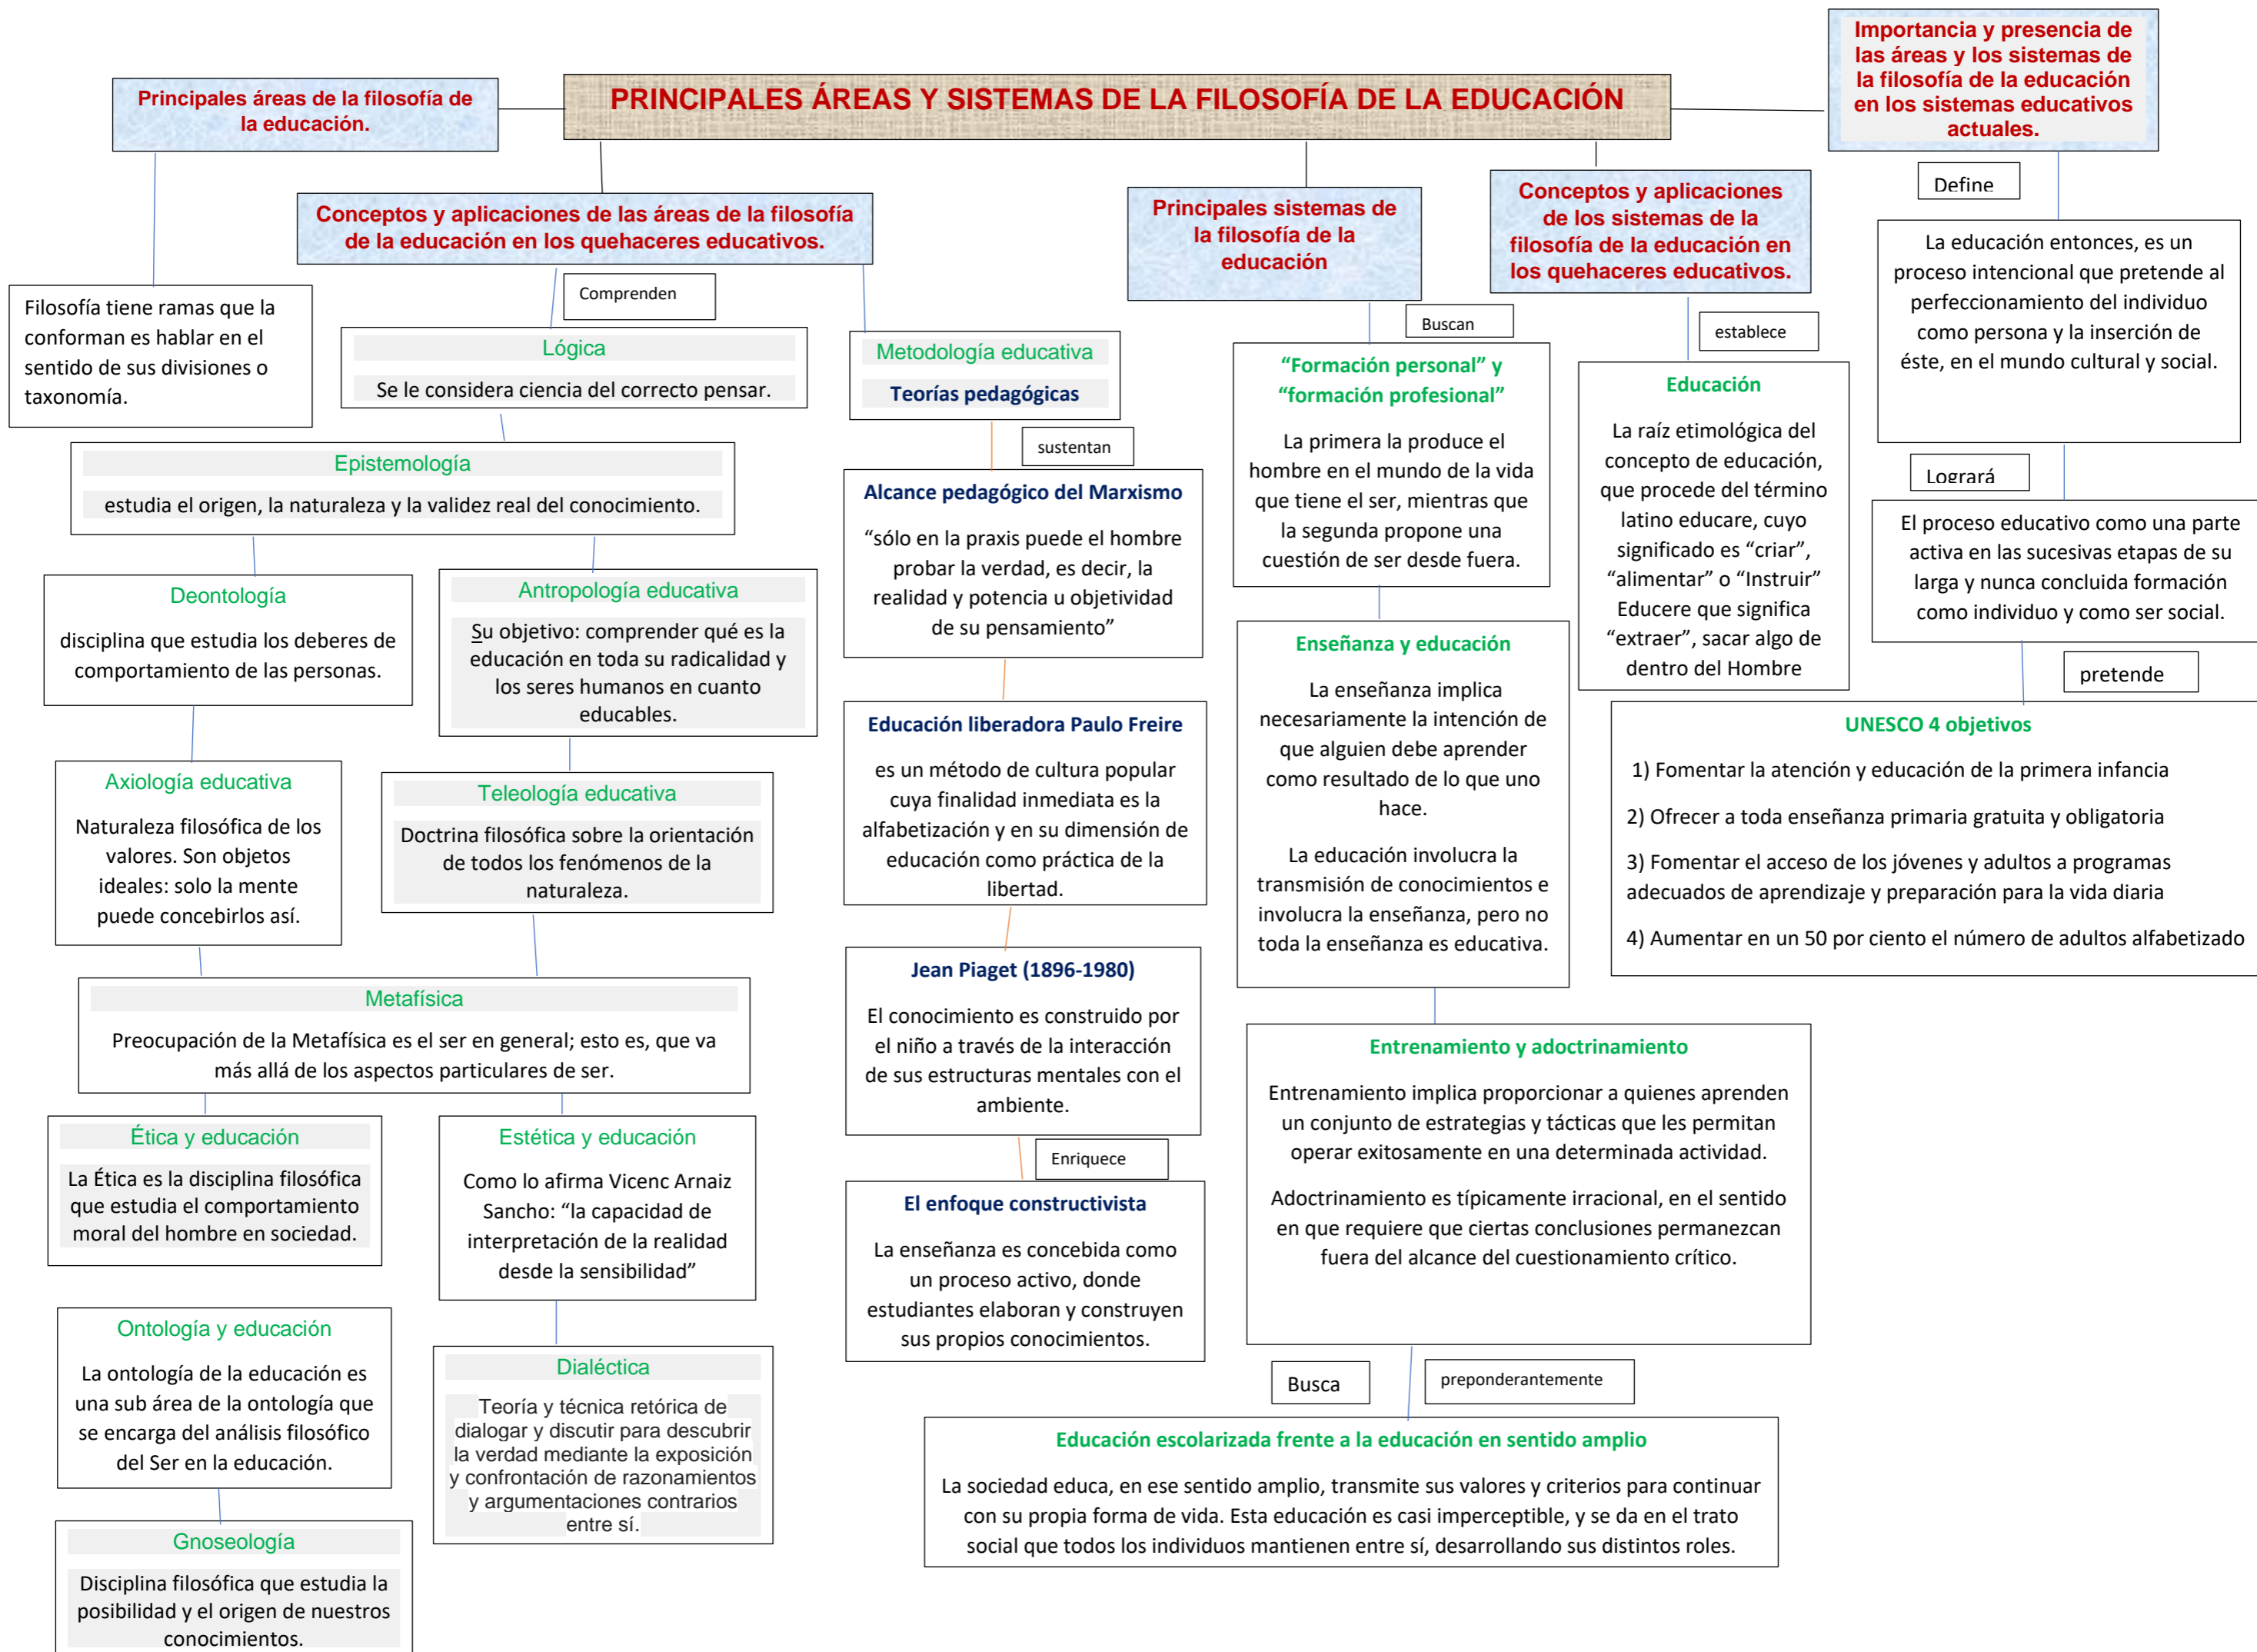 PRINCIPALES ÁREAS Y SISTEMAS DE LA FILOSOFÍA DE LA EDUCACIÓN
Principales áreas de la filosofía de
la educación.
Filosofía tiene ramas que la
conforman es hablar en el
sentido de sus divisiones o
taxonomía.
Conceptos y aplicaciones de las áreas de la filosofía
de la educación en los quehaceres educativos.
Comprenden
Lógica
Se le considera ciencia del correcto pensar.
Epistemología
estudia el origen, la naturaleza y la validez real del conocimiento.
Deontología
disciplina que estudia los deberes de
comportamiento de las personas.
Antropología educativa
Su objetivo: comprender qué es la
educación en toda su radicalidad y
los seres humanos en cuanto
educables.
Axiología educativa
Naturaleza filosófica de los
valores. Son objetos
ideales: solo la mente
puede concebirlos así.
Teleología educativa
Doctrina filosófica sobre la orientación
de todos los fenómenos de la
naturaleza.
Metafísica
Preocupación de la Metafísica es el ser en general; esto es, que va
más allá de los aspectos particulares de ser.
Ética y educación
La Ética es la disciplina filosófica
que estudia el comportamiento
moral del hombre en sociedad.
Estética y educación
Como lo afirma Vicenc Arnaiz
Sancho: “la capacidad de
interpretación de la realidad
desde la sensibilidad”
Ontología y educación
La ontología de la educación es
una sub área de la ontología que
se encarga del análisis filosófico
del Ser en la educación.
Dialéctica
Teoría y técnica retórica de
dialogar y discutir para descubrir
la verdad mediante la exposición
y confrontación de razonamientos
y argumentaciones contrarios
entre sí.
Gnoseología
Disciplina filosófica que estudia la
posibilidad y el origen de nuestros
conocimientos.
Metodología educativa
Teorías pedagógicas
sustentan
Alcance pedagógico del Marxismo
“sólo en la praxis puede el hombre
probar la verdad, es decir, la
realidad y potencia u objetividad
de su pensamiento”
Educación liberadora Paulo Freire
es un método de cultura popular
cuya finalidad inmediata es la
alfabetización y en su dimensión de
educación como práctica de la
libertad.
Jean Piaget (1896-1980)
El conocimiento es construido por
el niño a través de la interacción
de sus estructuras mentales con el
ambiente.
Enriquece
El enfoque constructivista
La enseñanza es concebida como
un proceso activo, donde
estudiantes elaboran y construyen
sus propios conocimientos.
Principales sistemas de
la filosofía de la
educación
Buscan
“Formación personal” y
“formación profesional”
La primera la produce el
hombre en el mundo de la vida
que tiene el ser, mientras que
la segunda propone una
cuestión de ser desde fuera.
Enseñanza y educación
La enseñanza implica
necesariamente la intención de
que alguien debe aprender
como resultado de lo que uno
hace.
La educación involucra la
transmisión de conocimientos e
involucra la enseñanza, pero no
toda la enseñanza es educativa.
Entrenamiento y adoctrinamiento
Entrenamiento implica proporcionar a quienes aprenden
un conjunto de estrategias y tácticas que les permitan
operar exitosamente en una determinada actividad.
Adoctrinamiento es típicamente irracional, en el sentido
en que requiere que ciertas conclusiones permanezcan
fuera del alcance del cuestionamiento crítico.
Busca
preponderantemente
Educación escolarizada frente a la educación en sentido amplio
La sociedad educa, en ese sentido amplio, transmite sus valores y criterios para continuar
con su propia forma de vida. Esta educación es casi imperceptible, y se da en el trato
social que todos los individuos mantienen entre sí, desarrollando sus distintos roles.
Conceptos y aplicaciones
de los sistemas de la
filosofía de la educación en
los quehaceres educativos.
establece
Educación
La raíz etimológica del
concepto de educación,
que procede del término
latino educare, cuyo
significado es “criar”,
“alimentar” o “Instruir”
Educere que significa
“extraer”, sacar algo de
dentro del Hombre
Importancia y presencia de
las áreas y los sistemas de
la filosofía de la educación
en los sistemas educativos
actuales.
Define
La educación entonces, es un
proceso intencional que pretende al
perfeccionamiento del individuo
como persona y la inserción de
éste, en el mundo cultural y social.
Logrará
El proceso educativo como una parte
activa en las sucesivas etapas de su
larga y nunca concluida formación
como individuo y como ser social.
pretende
UNESCO 4 objetivos
1) Fomentar la atención y educación de la primera infancia
2) Ofrecer a toda enseñanza primaria gratuita y obligatoria
3) Fomentar el acceso de los jóvenes y adultos a programas
adecuados de aprendizaje y preparación para la vida diaria
4) Aumentar en un 50 por ciento el número de adultos alfabetizado